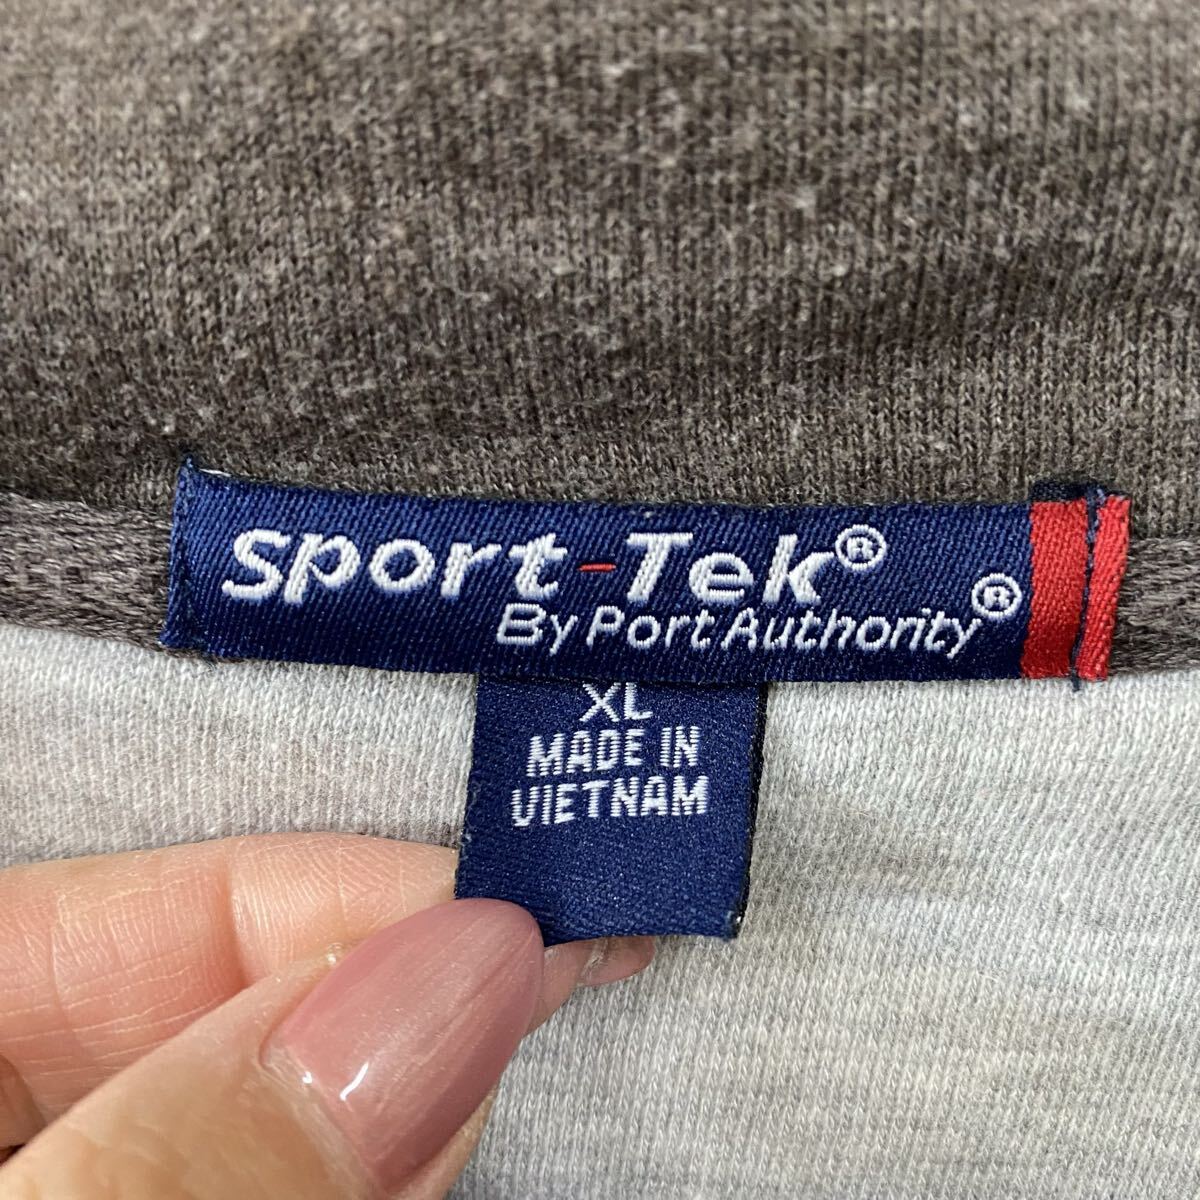 Sport-Tek®
By Port Authority®
XL
MADE IN
VIETNAM